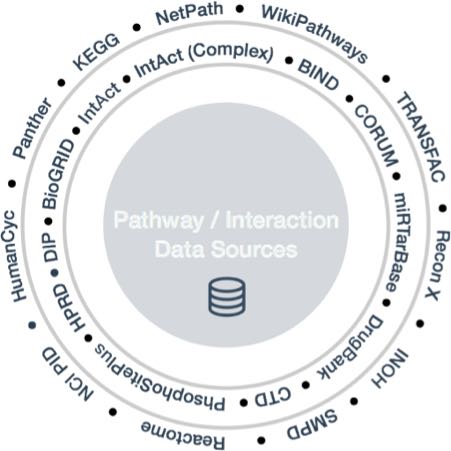 NetPath
WikiPathways
TRANSFAC
Recon X
INOH
SMPD
Reactome
NCI PID
HumanCyc
Panther
KEGG
IntAct (Complex)
BIND
CORUM
miRTarBase
DrugBank
CTD
PhsophoSitePlus
HPRD
DIP
BioGRID
IntAct
Pathway / Interaction
Data Sources